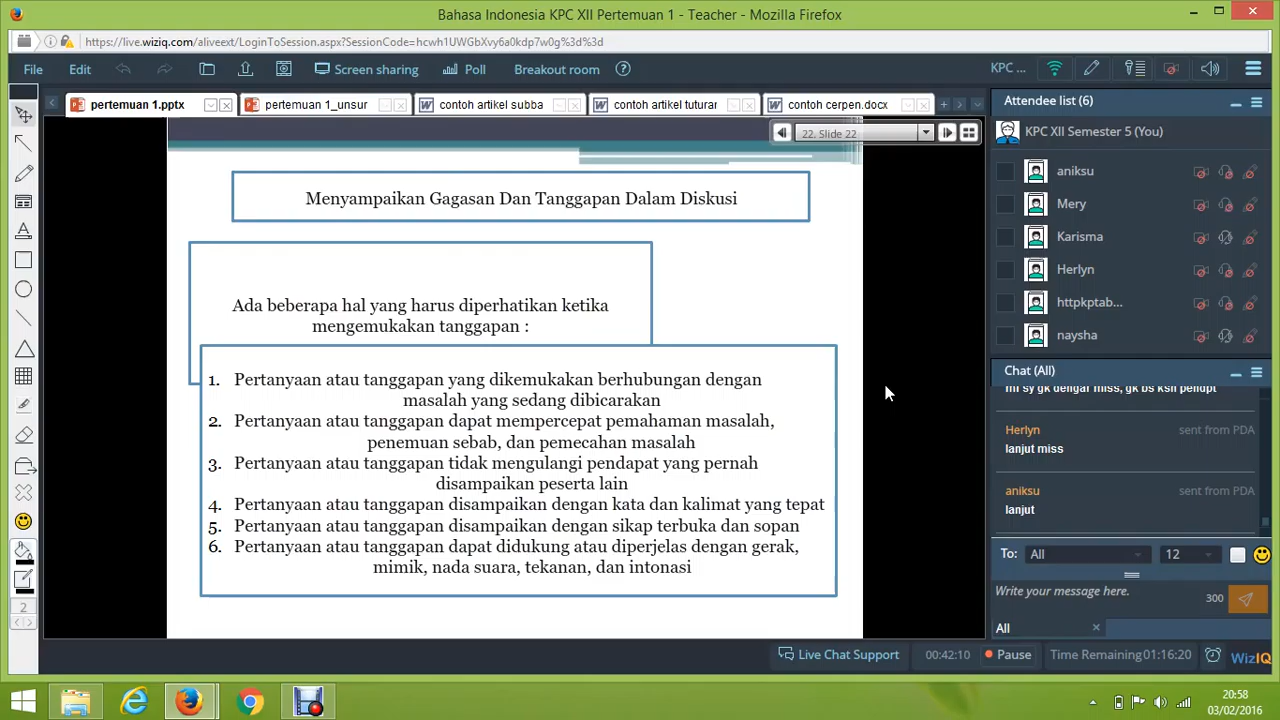 Bahasa Indonesia KPC XII Pertemuan 1 - Teacher - Mozilla Firefox
https://live.wiziq.com/aliveext/LoginToSession.aspx?SessionCode=hcwh1UWGbXvy6a0kdp7w0g%3d%3d
File Edit Screen sharing Poll Breakout room KPC ...
pertemuan 1.pptx pertemuan 1_unsur contoh artikel subba contoh artikel tuturar contoh cerpen.docx
22. Slide 22
Menyampaikan Gagasan Dan Tanggapan Dalam Diskusi
Ada beberapa hal yang harus diperhatikan ketika
mengemukakan tanggapan :
1. Pertanyaan atau tanggapan yang dikemukakan berhubungan dengan
masalah yang sedang dibicarakan
2. Pertanyaan atau tanggapan dapat mempercepat pemahaman masalah,
penemuan sebab, dan pemecahan masalah
3. Pertanyaan atau tanggapan tidak mengulangi pendapat yang pernah
disampaikan peserta lain
4. Pertanyaan atau tanggapan disampaikan dengan kata dan kalimat yang tepat
5. Pertanyaan atau tanggapan disampaikan dengan sikap terbuka dan sopan
6. Pertanyaan atau tanggapan dapat didukung atau diperjelas dengan gerak,
mimik, nada suara, tekanan, dan intonasi
2
Attendee list (6)
KPC XII Semester 5 (You)
aniksu
Mery
Karisma
Herlyn
httpkptab...
naysha
Chat (All)
gk dengar miss, gk bs ksh pendpt
Herlyn sent from PDA
lanjut miss
aniksu sent from PDA
lanjut
To: All 12
Write your message here. 300
All
Live Chat Support 00:42:10 Pause Time Remaining 01:16:20 WizIQ
20:58
03/02/2016